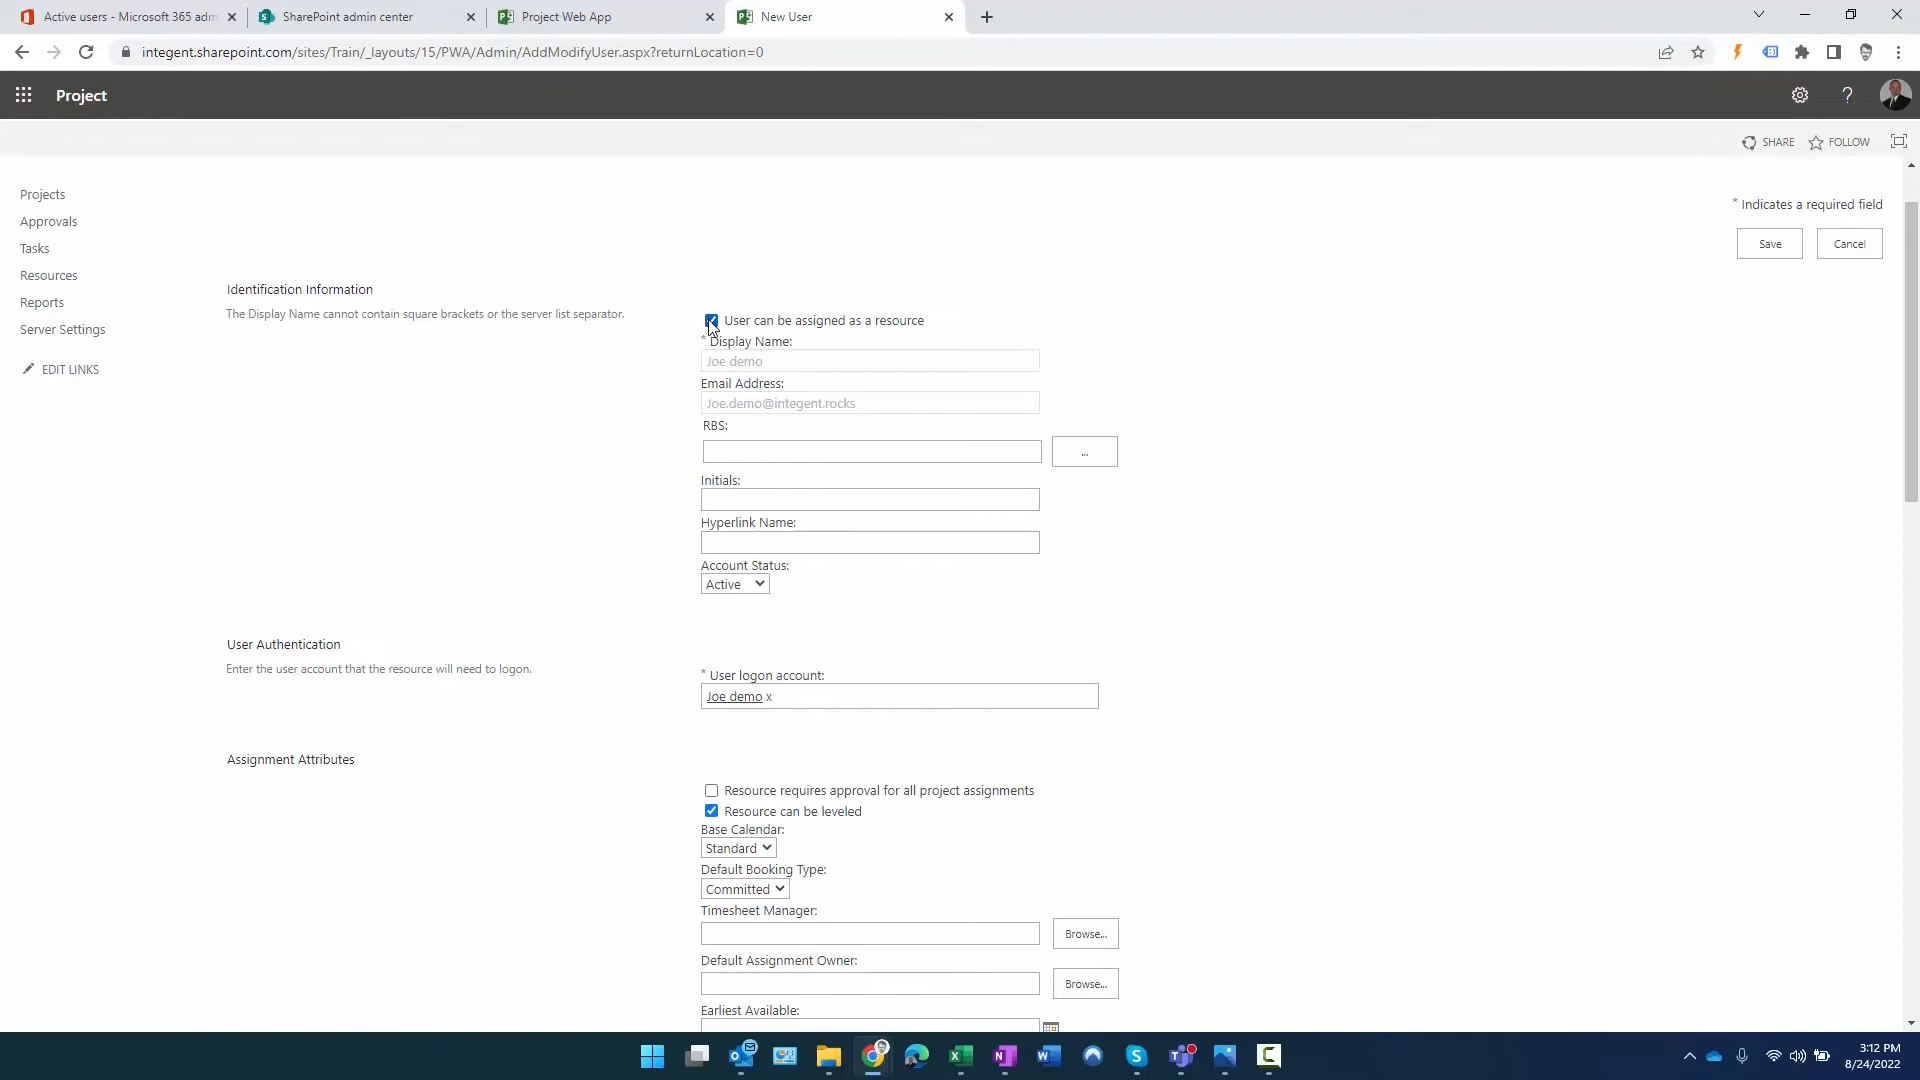 Active users - Microsoft 365 adm
SharePoint admin center
Project Web App
New User
integent.sharepoint.com/sites/Train/_layouts/15/PWA/Admin/AddModifyUser.aspx?returnLocation=0
Project
SHARE
FOLLOW
Projects
Approvals
Tasks
Resources
Reports
Server Settings
EDIT LINKS
* Indicates a required field
Save
Cancel
Identification Information
The Display Name cannot contain square brackets or the server list separator.
User can be assigned as a resource
* Display Name:
Joe demo
Email Address:
Joe.demo@integent.rocks
RBS:
...
Initials:
Hyperlink Name:
Account Status:
Active
User Authentication
Enter the user account that the resource will need to logon.
* User logon account:
Joe demo x
Assignment Attributes
Resource requires approval for all project assignments
Resource can be leveled
Base Calendar:
Standard
Default Booking Type:
Committed
Timesheet Manager:
Browse...
Default Assignment Owner:
Browse...
Earliest Available:
3:12 PM
8/24/2022